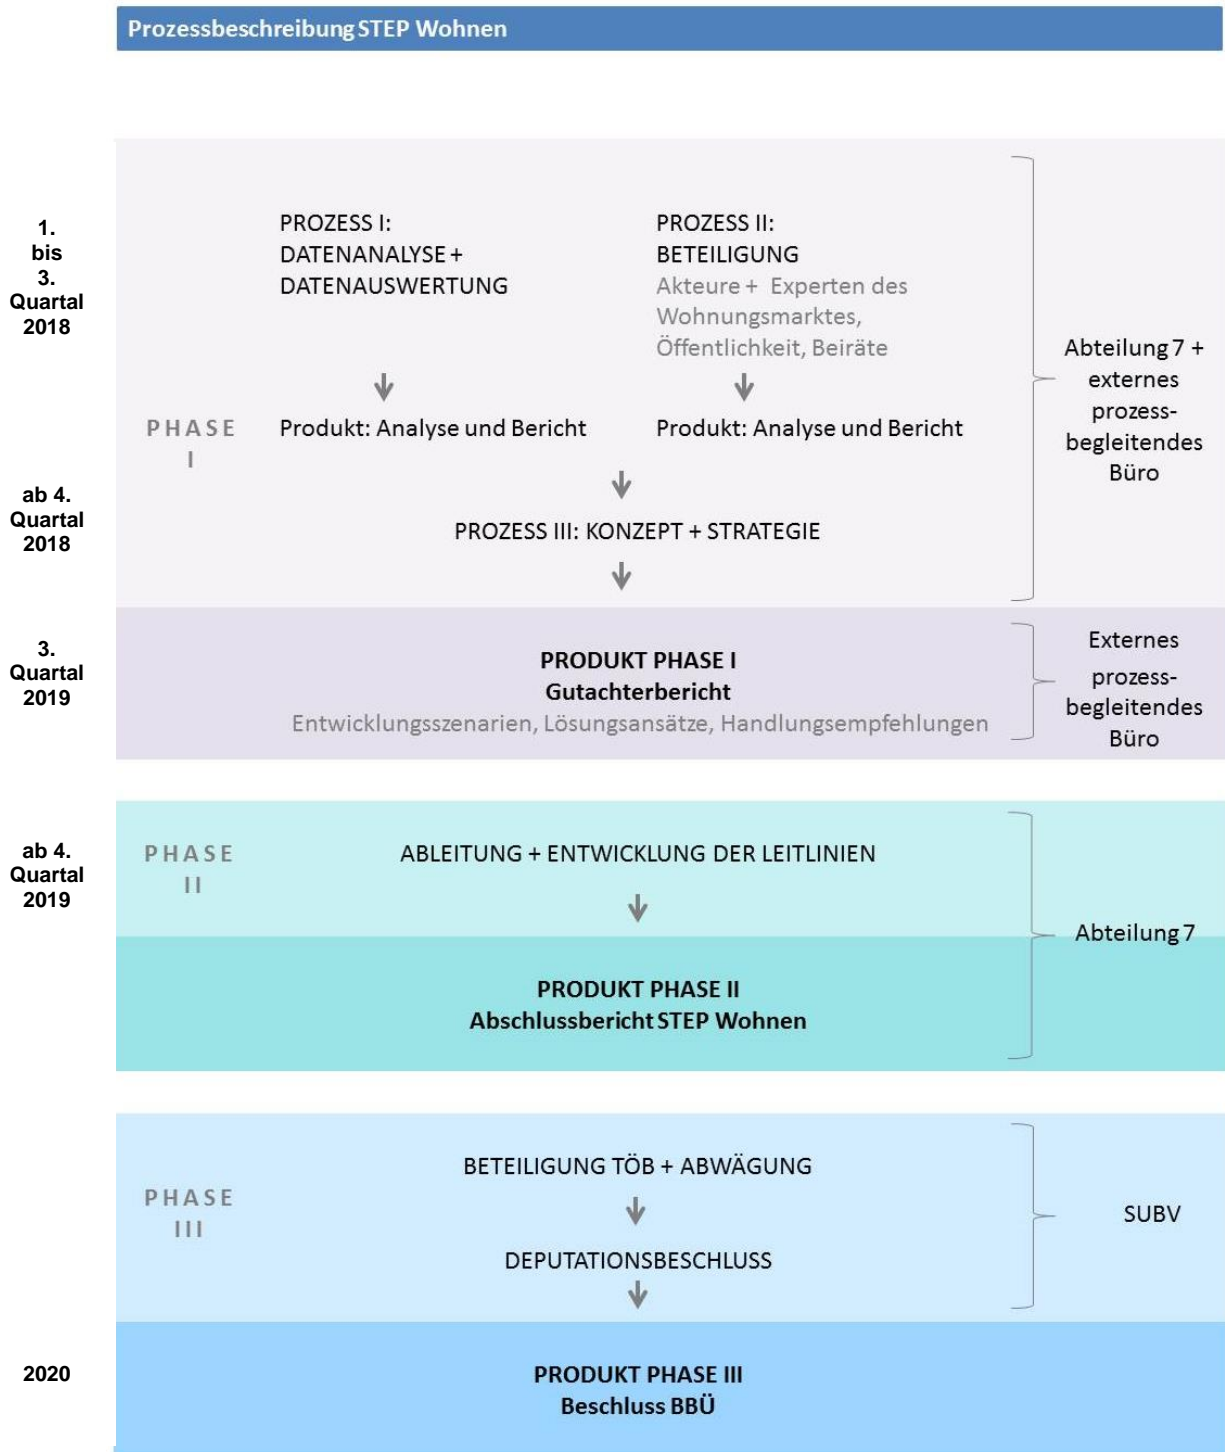 Prozessbeschreibung STEP Wohnen
1.
bis
3.
Quartal
2018
PROZESS I:
DATENANALYSE +
DATENAUSWERTUNG
PROZESS II:
BETEILIGUNG
Akteure + Experten des
Wohnungsmarktes,
Öffentlichkeit, Beiräte
Abteilung 7 +
externes
prozess-
begleitendes
Büro
PHASE
I
Produkt: Analyse und Bericht
Produkt: Analyse und Bericht
ab 4.
Quartal
2018
PROZESS III: KONZEPT + STRATEGIE
3.
Quartal
2019
PRODUKT PHASE I
Gutachterbericht
Entwicklungsszenarien, Lösungsansätze, Handlungsempfehlungen
Externes
prozess-
begleitendes
Büro
ab 4.
Quartal
2019
PHASE
II
ABLEITUNG + ENTWICKLUNG DER LEITLINIEN
Abteilung 7
PRODUKT PHASE II
Abschlussbericht STEP Wohnen
PHASE
III
BETEILIGUNG TÖB + ABWÄGUNG
SUBV
DEPUTATIONSBESCHLUSS
2020
PRODUKT PHASE III
Beschluss BBÜ